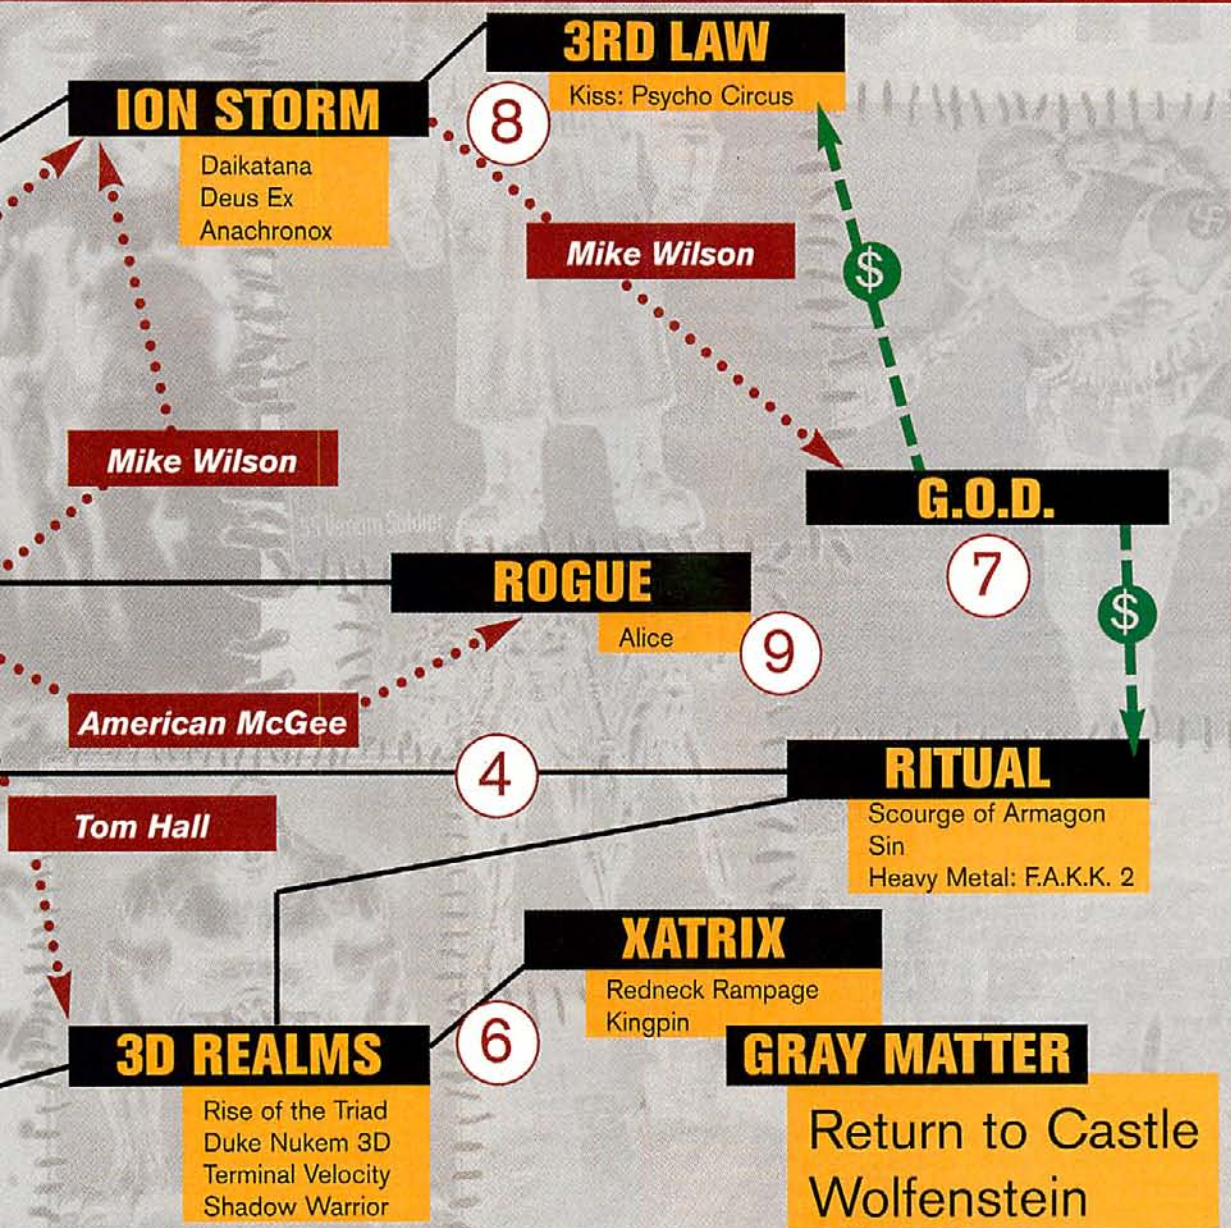 3RD LAW
Kiss: Psycho Circus
ION STORM
8
Daikatana
Deus Ex
Anachronox
Mike Wilson
$
Mike Wilson
G.O.D.
7
ROGUE
Alice
9
$
American McGee
4
RITUAL
Scourge of Armagon
Sin
Heavy Metal: F.A.K.K. 2
Tom Hall
XATRIX
Redneck Rampage
Kingpin
6
3D REALMS
Rise of the Triad
Duke Nukem 3D
Terminal Velocity
Shadow Warrior
GRAY MATTER
Return to Castle
Wolfenstein